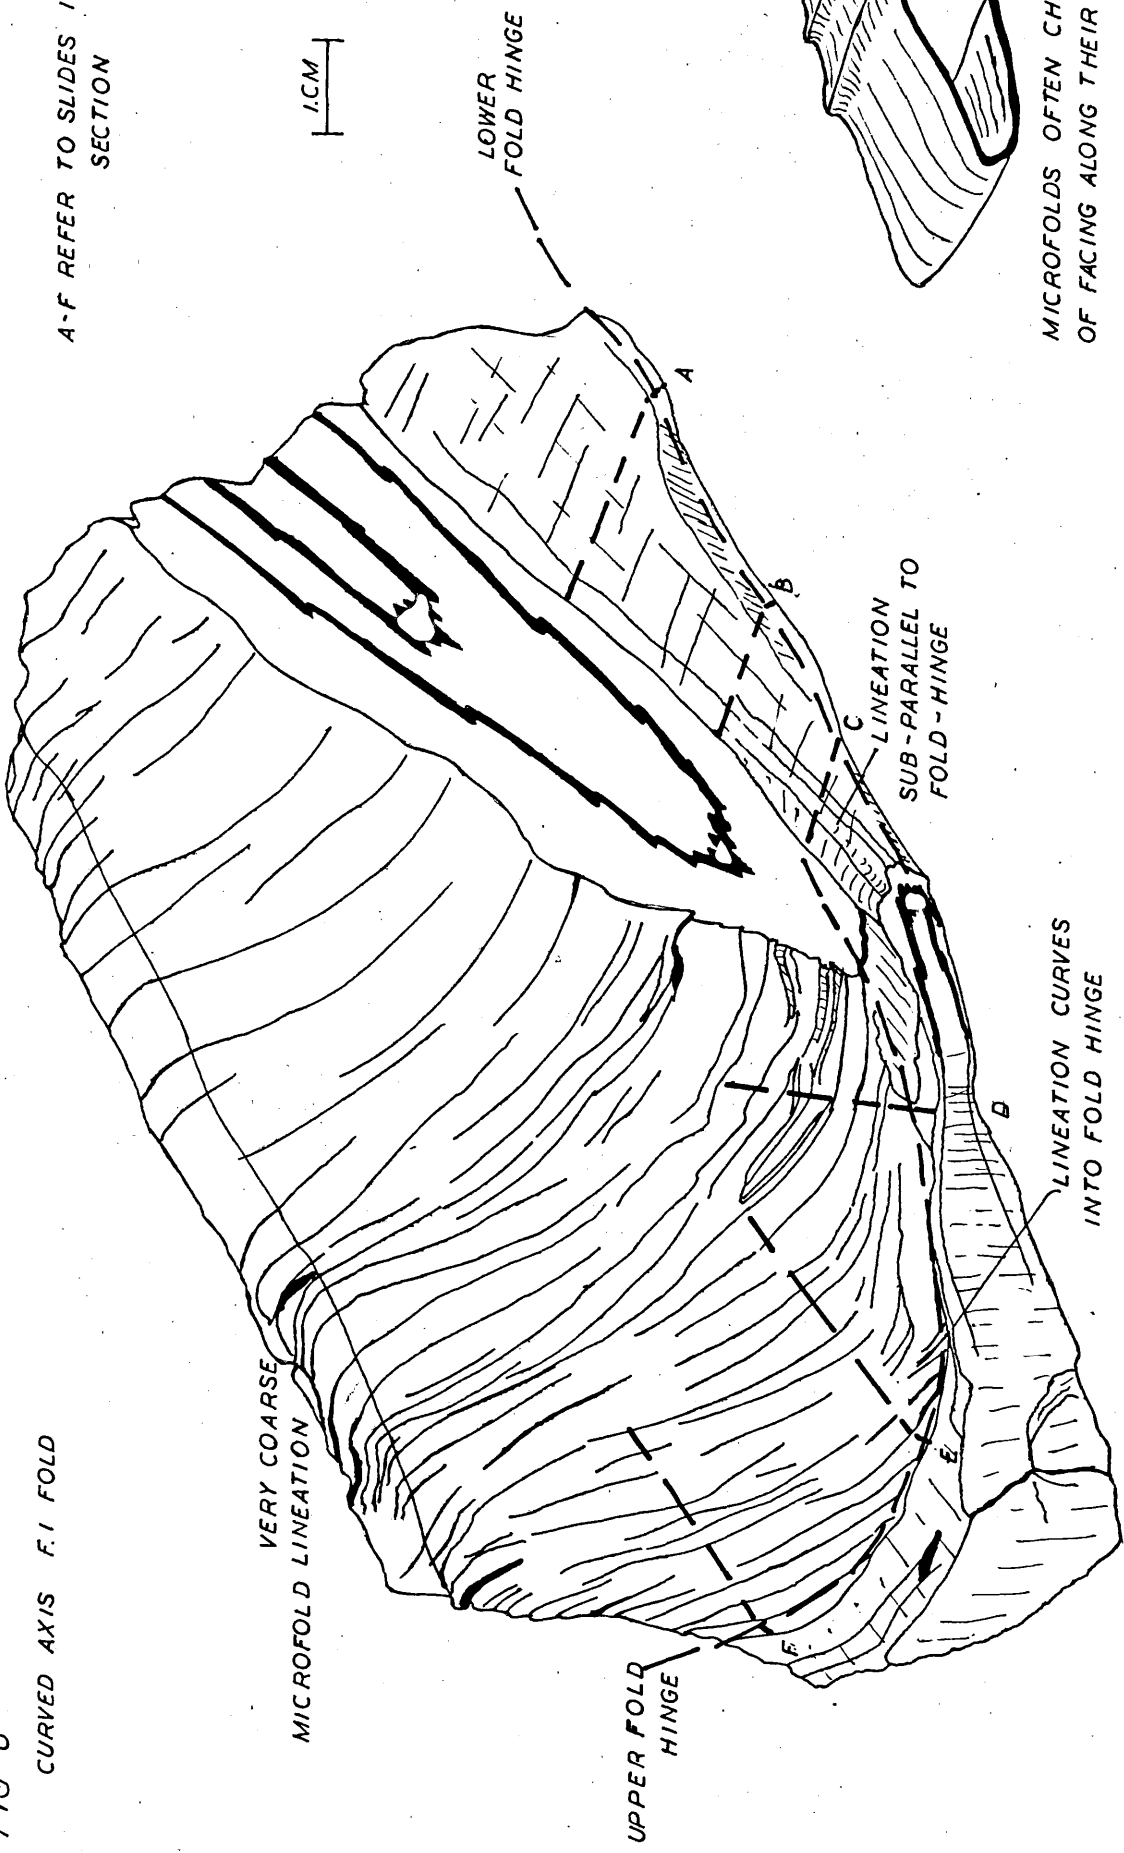 CURVED AXIS F.1 FOLD
A-F REFER TO SLIDES
SECTION
1.CM
VERY COARSE
MICROFOLD LINEATION
LOWER
FOLD HINGE
UPPER FOLD
HINGE
A
B
C
D
E
F
LINEATION
SUB-PARALLEL TO
FOLD-HINGE
LINEATION CURVES
INTO FOLD HINGE
MICROFOLDS OFTEN CH
OF FACING ALONG THEIR